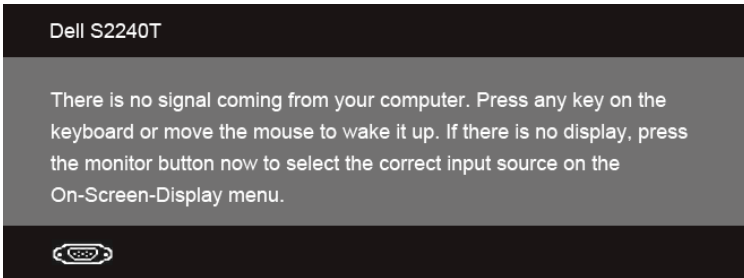 Dell S2240T
There is no signal coming from your computer. Press any key on the
keyboard or move the mouse to wake it up. If there is no display, press
the monitor button now to select the correct input source on the
On-Screen-Display menu.